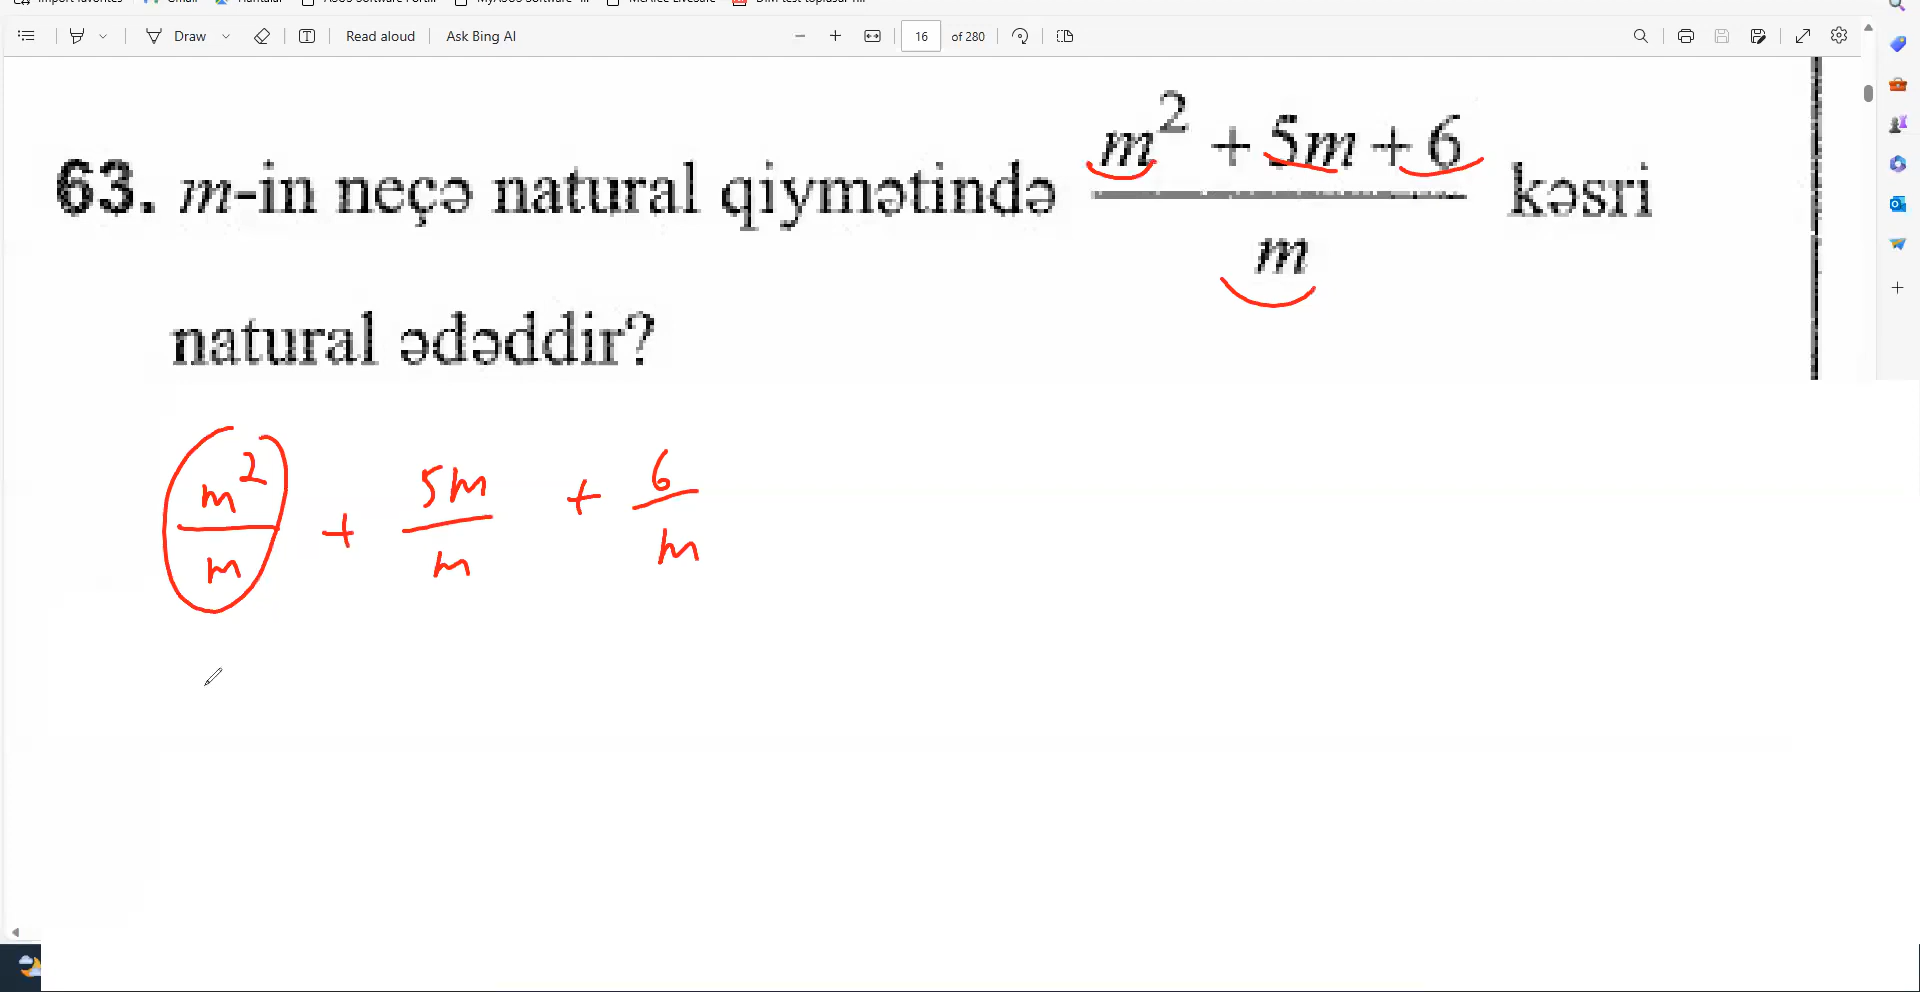 Draw
Read aloud
Ask Bing AI
16 of 280
63. m-in neçə natural qiymətində (m² + 5m + 6)/m kəsri
natural ədəddir?
m²/m + 5m/m + 6/m